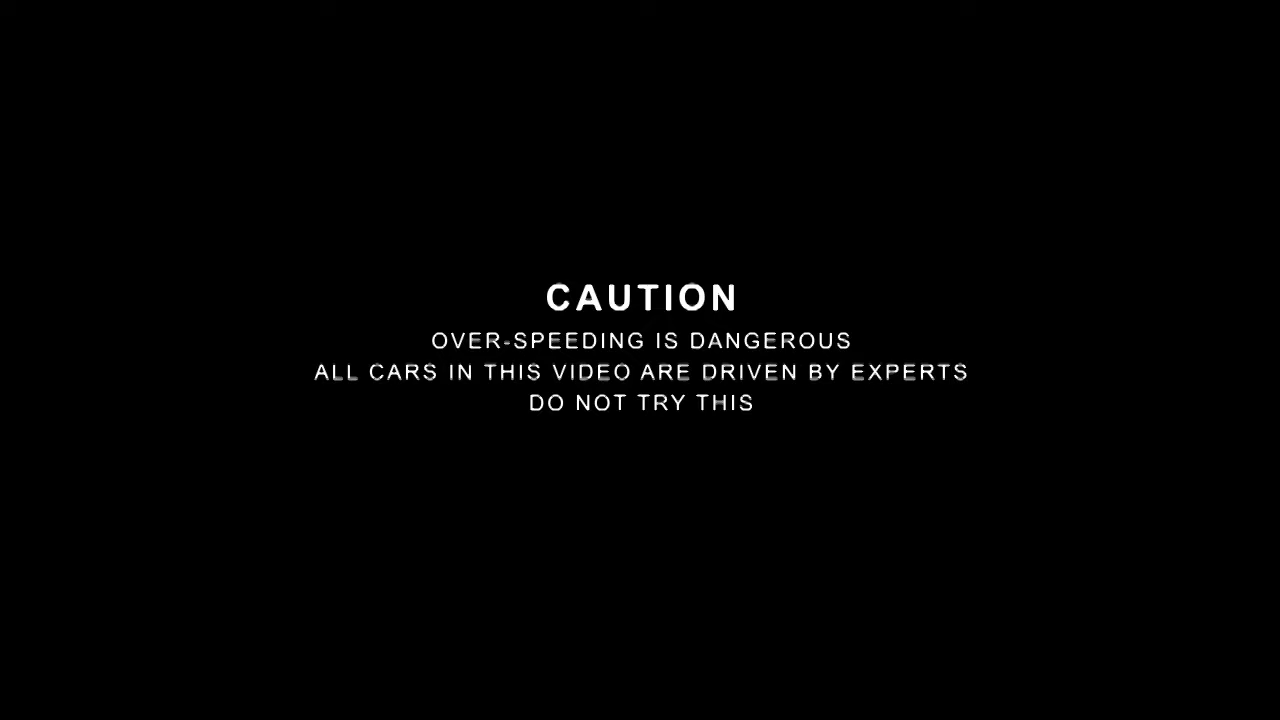 CAUTION
OVER-SPEEDING IS DANGEROUS
ALL CARS IN THIS VIDEO ARE DRIVEN BY EXPERTS
DO NOT TRY THIS